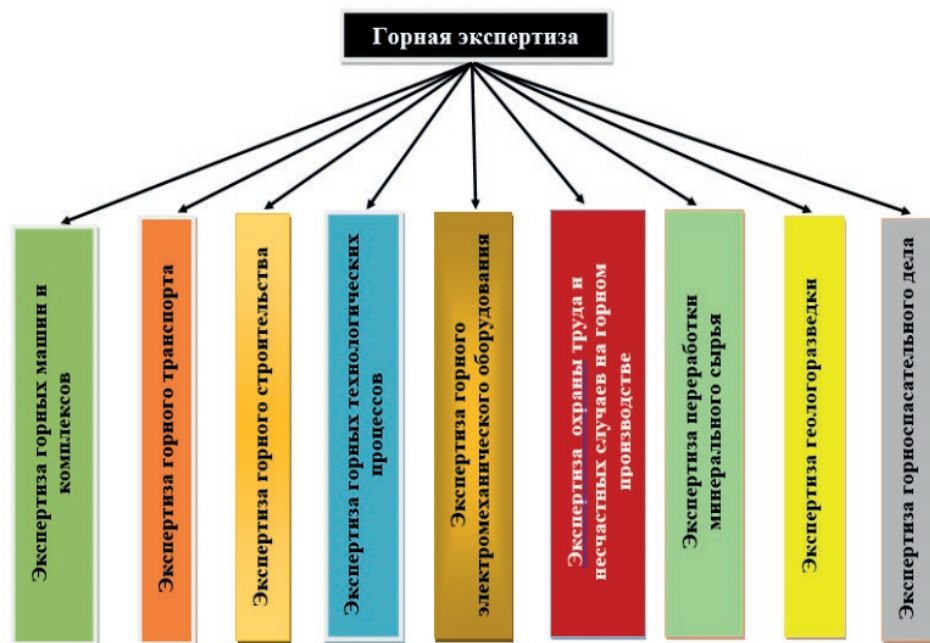 Горная экспертиза
Экспертиза горных машин и
комплексов
Экспертиза горного транспорта
Экспертиза горного строительства
Экспертиза горных технологических
процессов
Экспертиза горного
электромеханического оборудования
Экспертиза охраны труда и
несчастных случаев на горном
производстве
Экспертиза переработки
минерального сырья
Экспертиза геологоразведки
Экспертиза горноспасательного дела